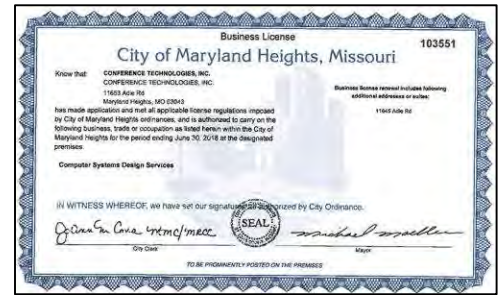 Business License
103551
City of Maryland Heights, Missouri
Know that:
CONFERENCE TECHNOLOGIES, INC.
CONFERENCE TECHNOLOGIES, INC.
11653 Adie Rd
Maryland Heights, MO 63043
Business license renewal includes following
additional addresses or suites:
11645 Adie Rd
has made application and met all applicable license regulations imposed
by City of Maryland Heights ordinances, and is authorized to carry on the
following business, trade or occupation as listed herein within the City of
Maryland Heights for the period ending June 30, 2018 at the designated
premises.
Computer Systems Design Services
IN WITNESS WHEREOF, we have set our signatures as authorized by City Ordinance.
SEAL
City Clerk
Mayor
TO BE PROMINENTLY POSTED ON THE PREMISES